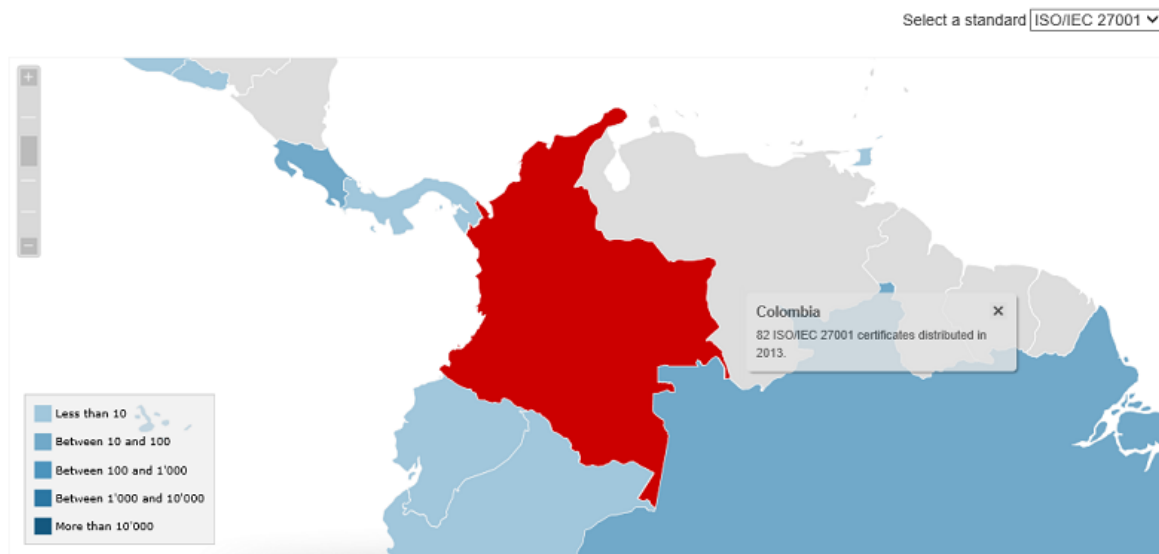 Select a standard ISO/IEC 27001
Colombia
82 ISO/IEC 27001 certificates distributed in
2013.
Less than 10
Between 10 and 100
Between 100 and 1'000
Between 1'000 and 10'000
More than 10'000